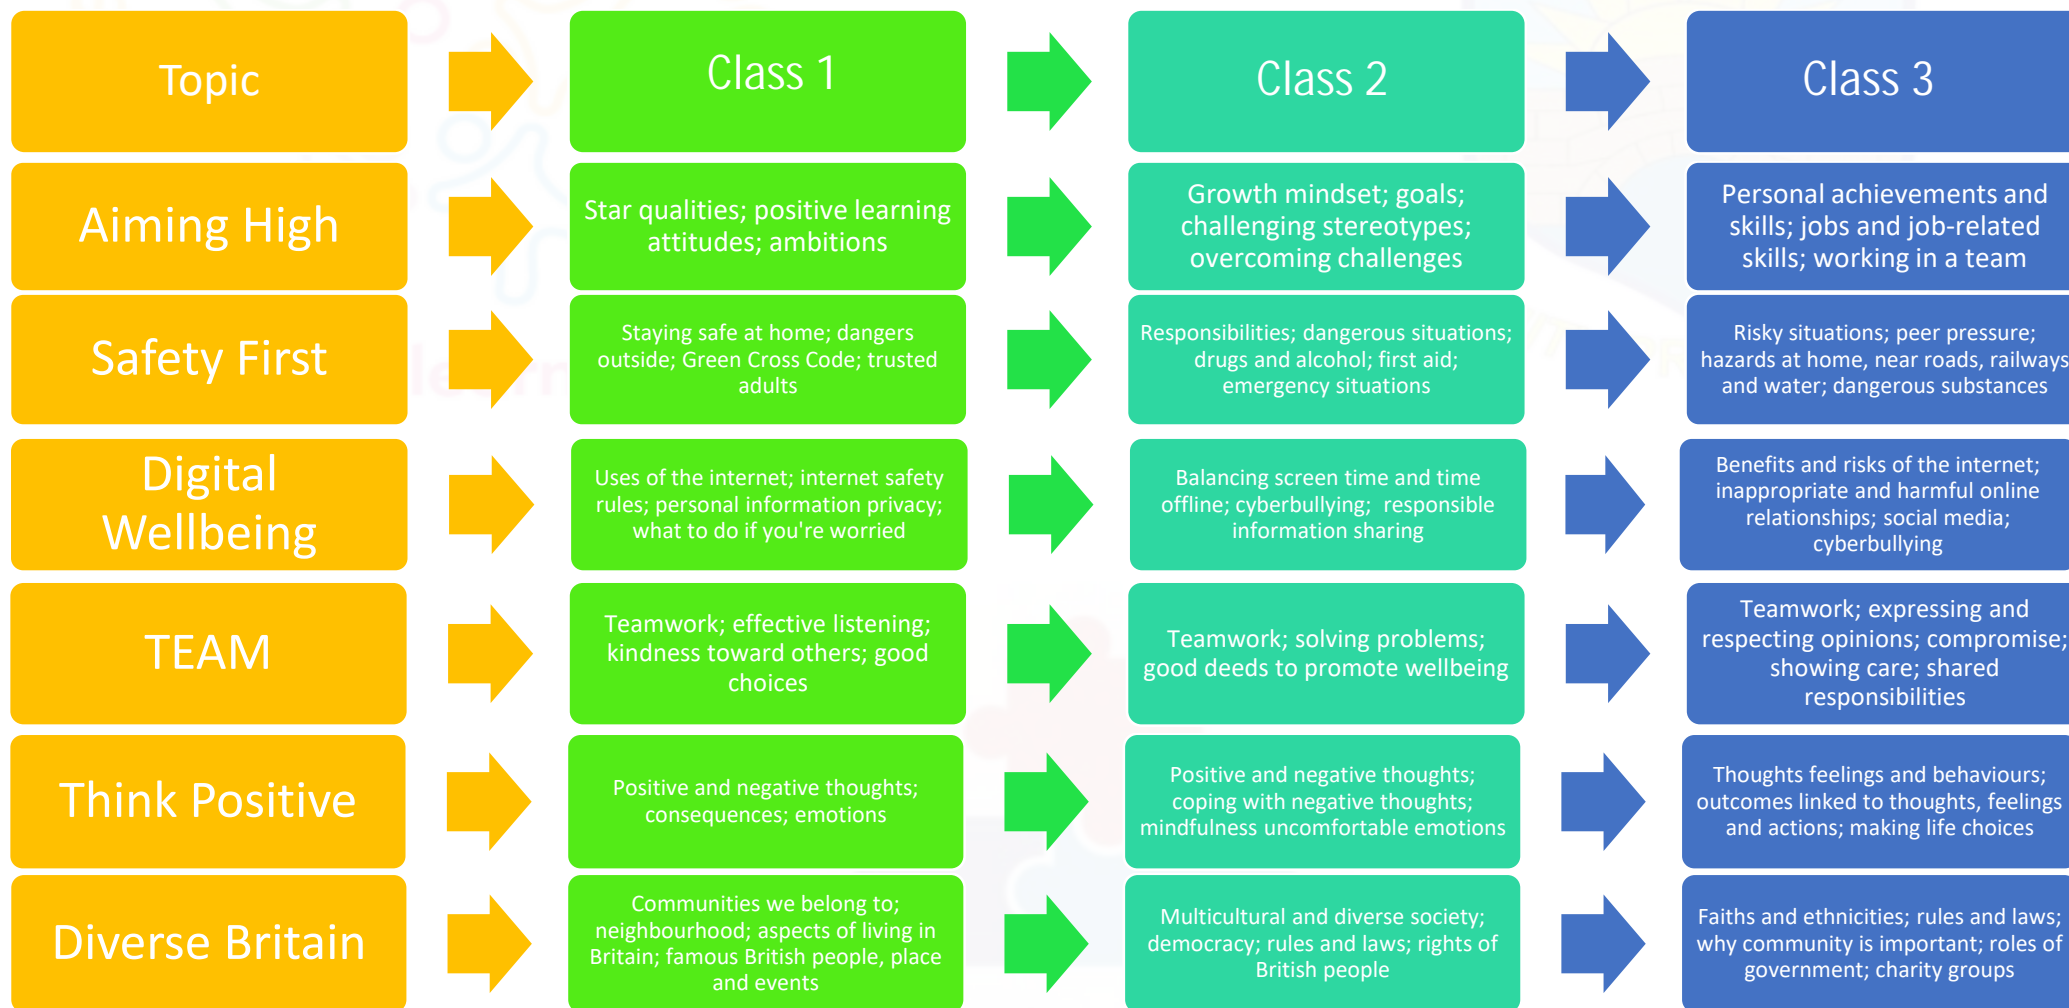 Topic
Class 1
Class 2
Class 3
Aiming High
Star qualities; positive learning
attitudes; ambitions
Growth mindset; goals;
challenging stereotypes;
overcoming challenges
Personal achievements and
skills; jobs and job-related
skills; working in a team
Safety First
Staying safe at home; dangers
outside; Green Cross Code; trusted
adults
Responsibilities; dangerous situations;
drugs and alcohol; first aid;
emergency situations
Risky situations; peer pressure;
hazards at home, near roads, railways
and water; dangerous substances
Digital
Wellbeing
Uses of the internet; internet safety
rules; personal information privacy;
what to do if you're worried
Balancing screen time and time
offline; cyberbullying;  responsible
information sharing
Benefits and risks of the internet;
inappropriate and harmful online
relationships; social media;
cyberbullying
TEAM
Teamwork; effective listening;
kindness toward others; good
choices
Teamwork; solving problems;
good deeds to promote wellbeing
Teamwork; expressing and
respecting opinions; compromise;
showing care; shared
responsibilities
Think Positive
Positive and negative thoughts;
consequences; emotions
Positive and negative thoughts;
coping with negative thoughts;
mindfulness uncomfortable emotions
Thoughts feelings and behaviours;
outcomes linked to thoughts, feelings
and actions; making life choices
Diverse Britain
Communities we belong to;
neighbourhood; aspects of living in
Britain; famous British people, place
and events
Multicultural and diverse society;
democracy; rules and laws; rights of
British people
Faiths and ethnicities; rules and laws;
why community is important; roles of
government; charity groups